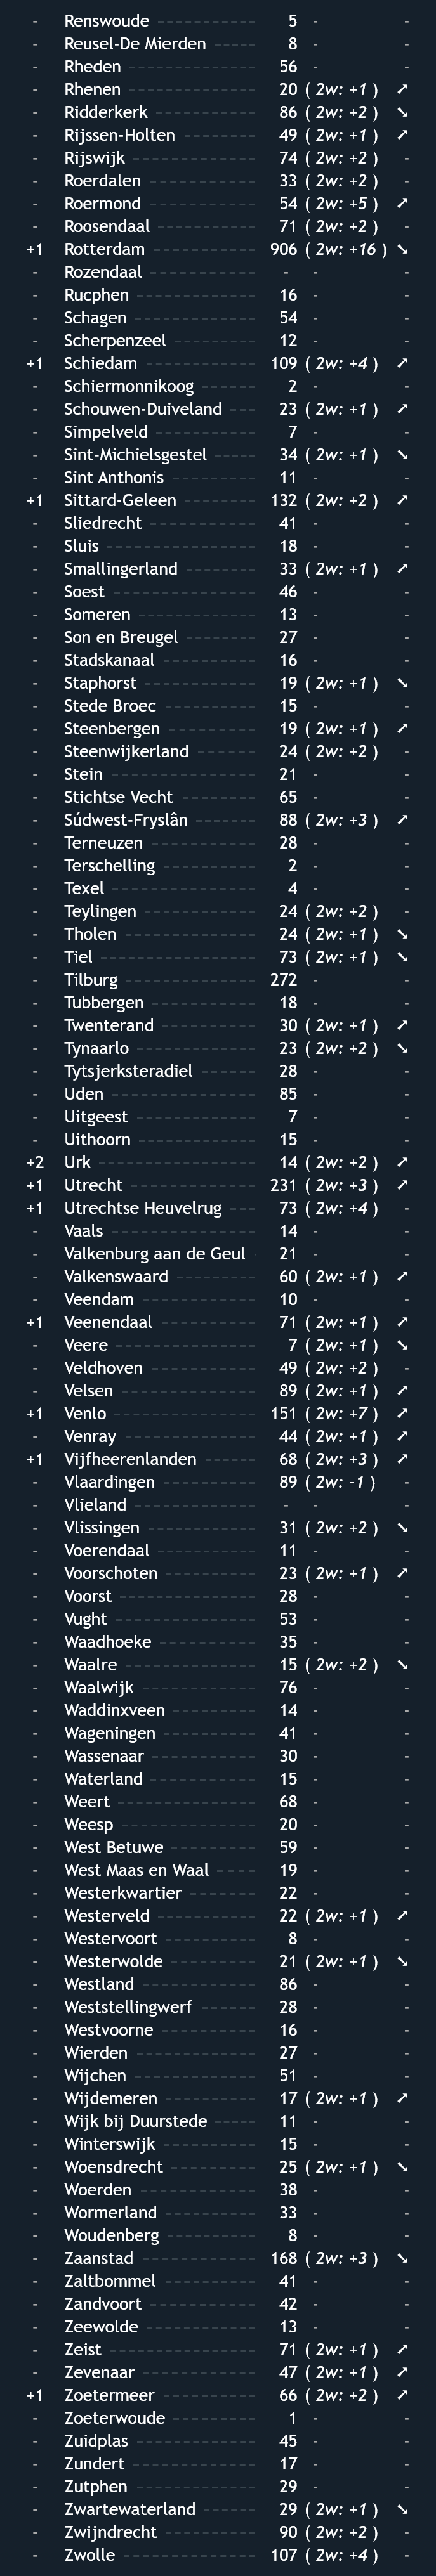 - Renswoude 5 - -
- Reusel-De Mierden 8 - -
- Rheden 56 - -
- Rhenen 20 ( 2w: +1 ) ➚
- Ridderkerk 86 ( 2w: +2 ) ➘
- Rijssen-Holten 49 ( 2w: +1 ) ➚
- Rijswijk 74 ( 2w: +2 ) -
- Roerdalen 33 ( 2w: +2 ) -
- Roermond 54 ( 2w: +5 ) ➚
- Roosendaal 71 ( 2w: +2 ) -
+1 Rotterdam 906 ( 2w: +16 ) ➘
- Rozendaal - - -
- Rucphen 16 - -
- Schagen 54 - -
- Scherpenzeel 12 - -
+1 Schiedam 109 ( 2w: +4 ) ➚
- Schiermonnikoog 2 - -
- Schouwen-Duiveland 23 ( 2w: +1 ) ➚
- Simpelveld 7 - -
- Sint-Michielsgestel 34 ( 2w: +1 ) ➘
- Sint Anthonis 11 - -
+1 Sittard-Geleen 132 ( 2w: +2 ) ➚
- Sliedrecht 41 - -
- Sluis 18 - -
- Smallingerland 33 ( 2w: +1 ) ➚
- Soest 46 - -
- Someren 13 - -
- Son en Breugel 27 - -
- Stadskanaal 16 - -
- Staphorst 19 ( 2w: +1 ) ➘
- Stede Broec 15 - -
- Steenbergen 19 ( 2w: +1 ) ➚
- Steenwijkerland 24 ( 2w: +2 ) -
- Stein 21 - -
- Stichtse Vecht 65 - -
- Súdwest-Fryslân 88 ( 2w: +3 ) ➚
- Terneuzen 28 - -
- Terschelling 2 - -
- Texel 4 - -
- Teylingen 24 ( 2w: +2 ) -
- Tholen 24 ( 2w: +1 ) ➘
- Tiel 73 ( 2w: +1 ) ➘
- Tilburg 272 - -
- Tubbergen 18 - -
- Twenterand 30 ( 2w: +1 ) ➚
- Tynaarlo 23 ( 2w: +2 ) ➘
- Tytsjerksteradiel 28 - -
- Uden 85 - -
- Uitgeest 7 - -
- Uithoorn 15 - -
+2 Urk 14 ( 2w: +2 ) ➚
+1 Utrecht 231 ( 2w: +3 ) ➚
+1 Utrechtse Heuvelrug 73 ( 2w: +4 ) -
- Vaals 14 - -
- Valkenburg aan de Geul 21 - -
- Valkenswaard 60 ( 2w: +1 ) ➚
- Veendam 10 - -
+1 Veenendaal 71 ( 2w: +1 ) ➚
- Veere 7 ( 2w: +1 ) ➘
- Veldhoven 49 ( 2w: +2 ) -
- Velsen 89 ( 2w: +1 ) ➚
+1 Venlo 151 ( 2w: +7 ) ➚
- Venray 44 ( 2w: +1 ) ➚
+1 Vijfheerenlanden 68 ( 2w: +3 ) ➚
- Vlaardingen 89 ( 2w: -1 ) -
- Vlieland - - -
- Vlissingen 31 ( 2w: +2 ) ➘
- Voerendaal 11 - -
- Voorschoten 23 ( 2w: +1 ) ➚
- Voorst 28 - -
- Vught 53 - -
- Waadhoeke 35 - -
- Waalre 15 ( 2w: +2 ) ➘
- Waalwijk 76 - -
- Waddinxveen 14 - -
- Wageningen 41 - -
- Wassenaar 30 - -
- Waterland 15 - -
- Weert 68 - -
- Weesp 20 - -
- West Betuwe 59 - -
- West Maas en Waal 19 - -
- Westerkwartier 22 - -
- Westerveld 22 ( 2w: +1 ) ➚
- Westervoort 8 - -
- Westerwolde 21 ( 2w: +1 ) ➘
- Westland 86 - -
- Weststellingwerf 28 - -
- Westvoorne 16 - -
- Wierden 27 - -
- Wijchen 51 - -
- Wijdemeren 17 ( 2w: +1 ) ➚
- Wijk bij Duurstede 11 - -
- Winterswijk 15 - -
- Woensdrecht 25 ( 2w: +1 ) ➘
- Woerden 38 - -
- Wormerland 33 - -
- Woudenberg 8 - -
- Zaanstad 168 ( 2w: +3 ) ➘
- Zaltbommel 41 - -
- Zandvoort 42 - -
- Zeewolde 13 - -
- Zeist 71 ( 2w: +1 ) ➚
- Zevenaar 47 ( 2w: +1 ) ➚
+1 Zoetermeer 66 ( 2w: +2 ) ➚
- Zoeterwoude 1 - -
- Zuidplas 45 - -
- Zundert 17 - -
- Zutphen 29 - -
- Zwartewaterland 29 ( 2w: +1 ) ➘
- Zwijndrecht 90 ( 2w: +2 ) -
- Zwolle 107 ( 2w: +4 ) -